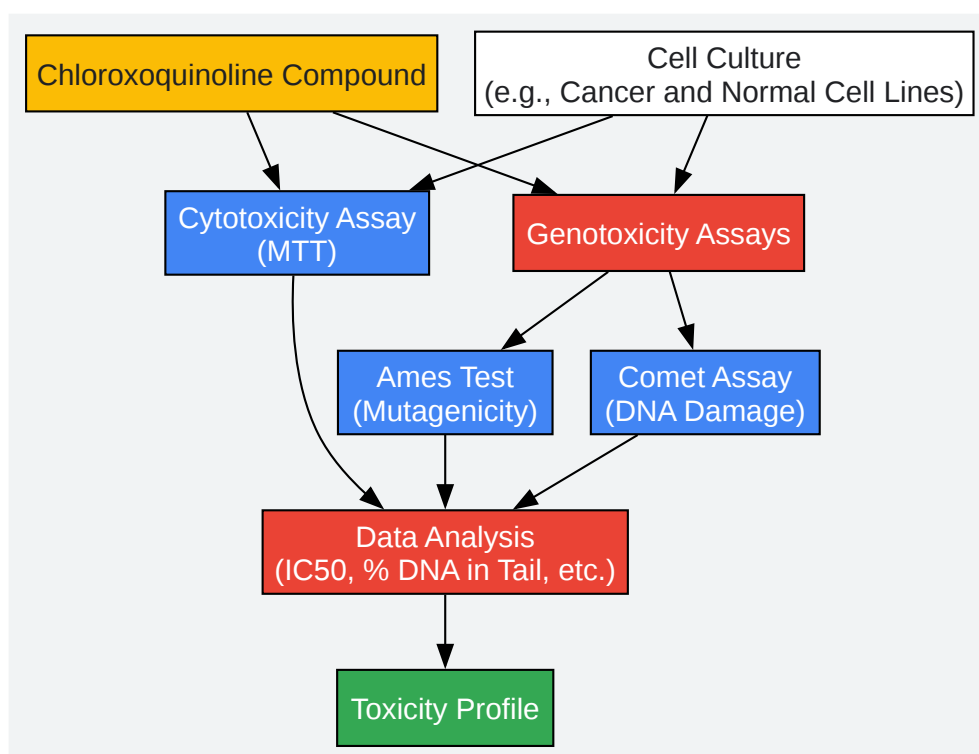 Chloroxoquinoline Compound
Cell Culture
(e.g., Cancer and Normal Cell Lines)
Cytotoxicity Assay
(MTT)
Genotoxicity Assays
Ames Test
(Mutagenicity)
Comet Assay
(DNA Damage)
Data Analysis
(IC50, % DNA in Tail, etc.)
Toxicity Profile